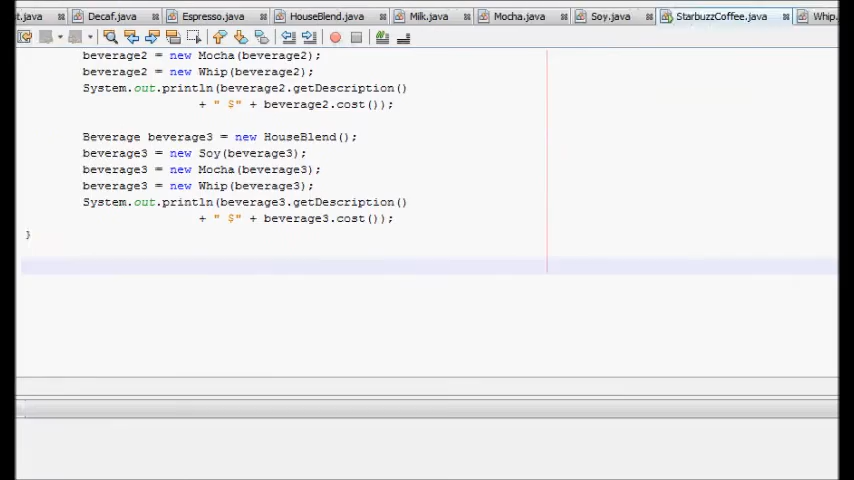 t.java Decaf.java Espresso.java HouseBlend.java Milk.java Mocha.java Soy.java StarbuzzCoffee.java Whip.
beverage2 = new Mocha(beverage2);
beverage2 = new Whip(beverage2);
System.out.println(beverage2.getDescription()
+ " $" + beverage2.cost());
Beverage beverage3 = new HouseBlend();
beverage3 = new Soy(beverage3);
beverage3 = new Mocha(beverage3);
beverage3 = new Whip(beverage3);
System.out.println(beverage3.getDescription()
+ " $" + beverage3.cost());
}